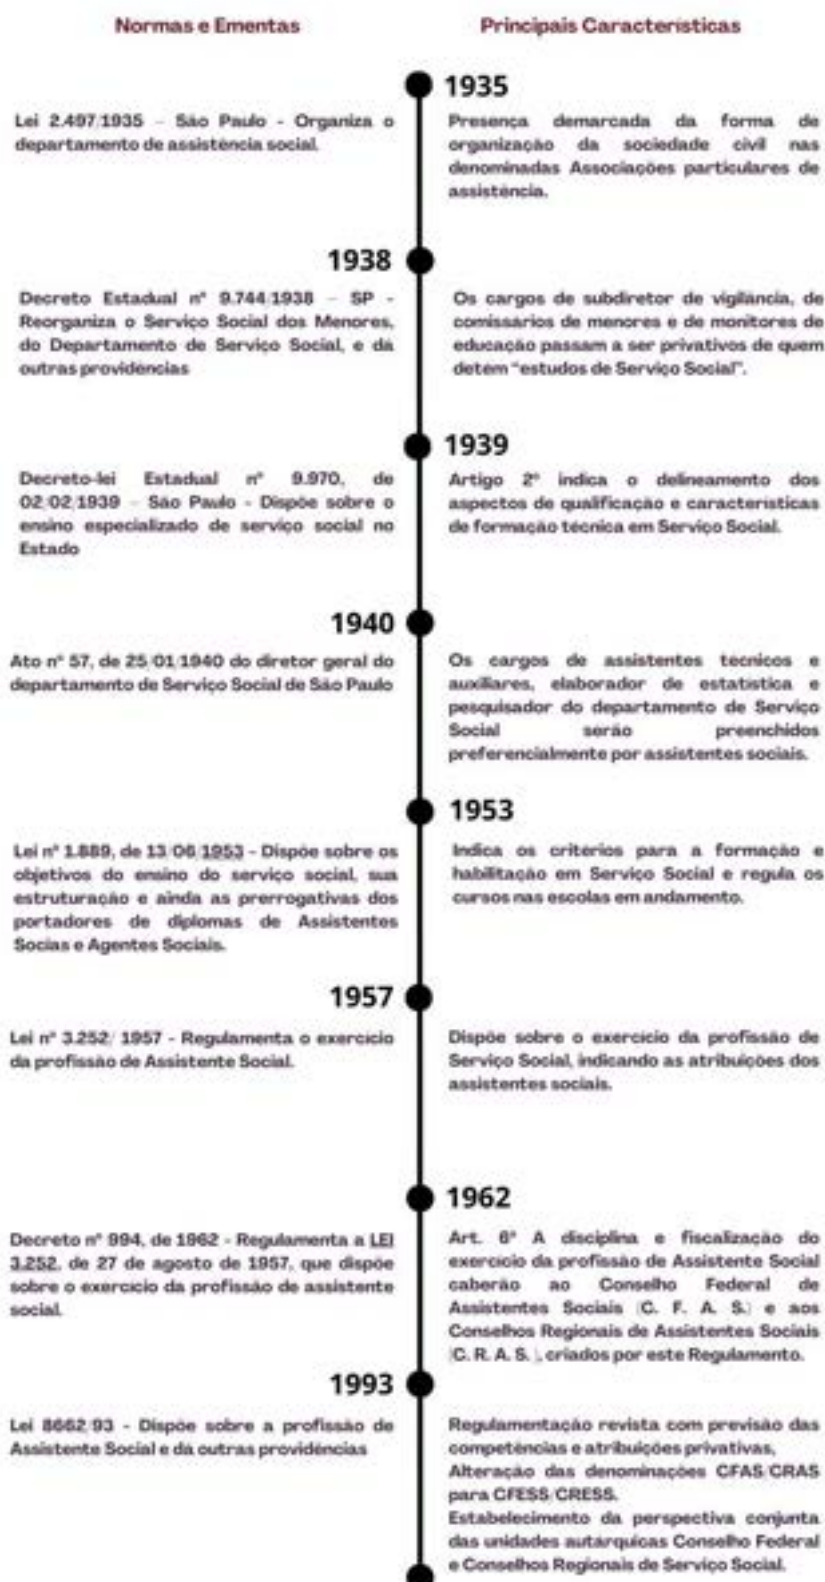 Normas e Ementas
Principais Características
1935
Lei 2.497/1935 – São Paulo - Organiza o
departamento de assistência social.
Presença demarcada da forma de
organização da sociedade civil nas
denominadas Associações particulares de
assistência.
1938
Decreto Estadual nº 9.744/1938 – SP -
Reorganiza o Serviço Social dos Menores,
do Departamento de Serviço Social, e dá
outras providências
Os cargos de subdiretor de vigilância, de
comissários de menores e de monitores de
educação passam a ser privativos de quem
detém “estudos de Serviço Social”.
1939
Decreto-lei Estadual nº 9.970, de
02/02/1939 – São Paulo - Dispõe sobre o
ensino especializado de serviço social no
Estado
Artigo 2º indica o delineamento dos
aspectos de qualificação e características
de formação técnica em Serviço Social.
1940
Ato nº 57, de 25/01/1940 do diretor geral do
departamento de Serviço Social de São Paulo
Os cargos de assistentes técnicos e
auxiliares, elaborador de estatística e
pesquisador do departamento de Serviço
Social serão preenchidos
preferencialmente por assistentes sociais.
1953
Lei nº 1.889, de 13/06/1953 - Dispõe sobre os
objetivos do ensino do serviço social, sua
estruturação e ainda as prerrogativas dos
portadores de diplomas de Assistentes
Socias e Agentes Sociais.
Indica os critérios para a formação e
habilitação em Serviço Social e regula os
cursos nas escolas em andamento.
1957
Lei nº 3.252/ 1957 - Regulamenta o exercício
da profissão de Assistente Social.
Dispõe sobre o exercício da profissão de
Serviço Social, indicando as atribuições dos
assistentes sociais.
1962
Decreto nº 994, de 1962 - Regulamenta a LEI
3.252, de 27 de agosto de 1957, que dispõe
sobre o exercício da profissão de assistente
social.
Art. 6º A disciplina e fiscalização do
exercício da profissão de Assistente Social
caberão ao Conselho Federal de
Assistentes Sociais (C. F. A. S.) e aos
Conselhos Regionais de Assistentes Sociais
(C. R. A. S. ), criados por este Regulamento.
1993
Lei 8662/93 - Dispõe sobre a profissão de
Assistente Social e dá outras providências
Regulamentação revista com previsão das
competências e atribuições privativas,
Alteração das denominações CFAS/CRAS
para CFESS/CRESS.
Estabelecimento da perspectiva conjunta
das unidades autárquicas Conselho Federal
e Conselhos Regionais de Serviço Social.